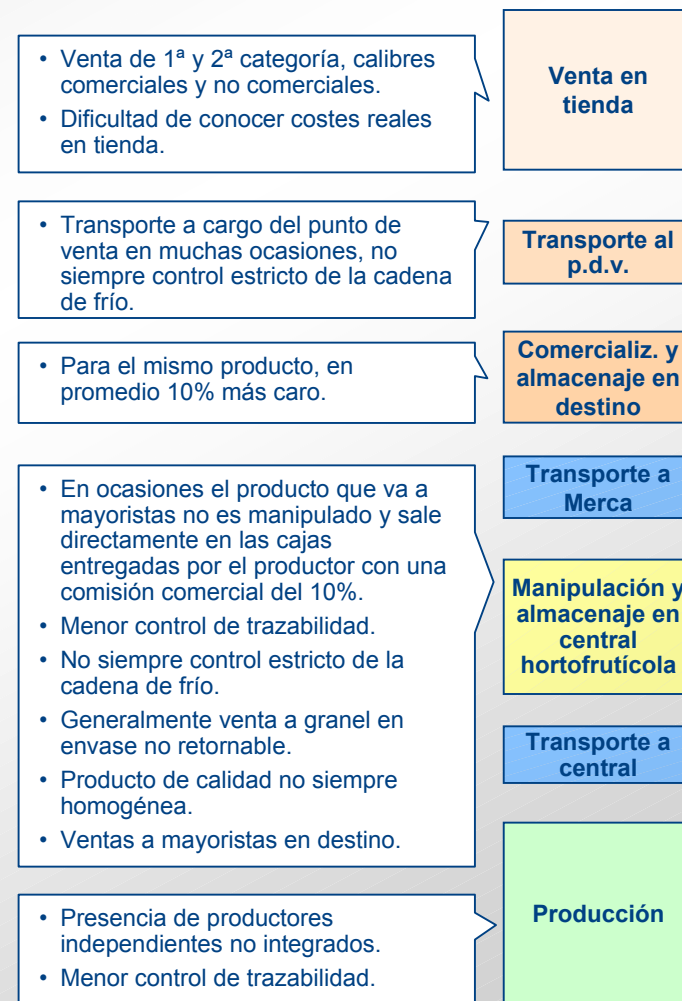 • Venta de 1ª y 2ª categoría, calibres
comerciales y no comerciales.
• Dificultad de conocer costes reales
en tienda.
Venta en
tienda
• Transporte a cargo del punto de
venta en muchas ocasiones, no
siempre control estricto de la cadena
de frío.
Transporte al
p.d.v.
• Para el mismo producto, en
promedio 10% más caro.
Comercializ. y
almacenaje en
destino
Transporte a
Merca
• En ocasiones el producto que va a
mayoristas no es manipulado y sale
directamente en las cajas
entregadas por el productor con una
comisión comercial del 10%.
• Menor control de trazabilidad.
• No siempre control estricto de la
cadena de frío.
• Generalmente venta a granel en
envase no retornable.
• Producto de calidad no siempre
homogénea.
• Ventas a mayoristas en destino.
Manipulación y
almacenaje en
central
hortofrutícola
Transporte a
central
• Presencia de productores
independientes no integrados.
• Menor control de trazabilidad.
Producción